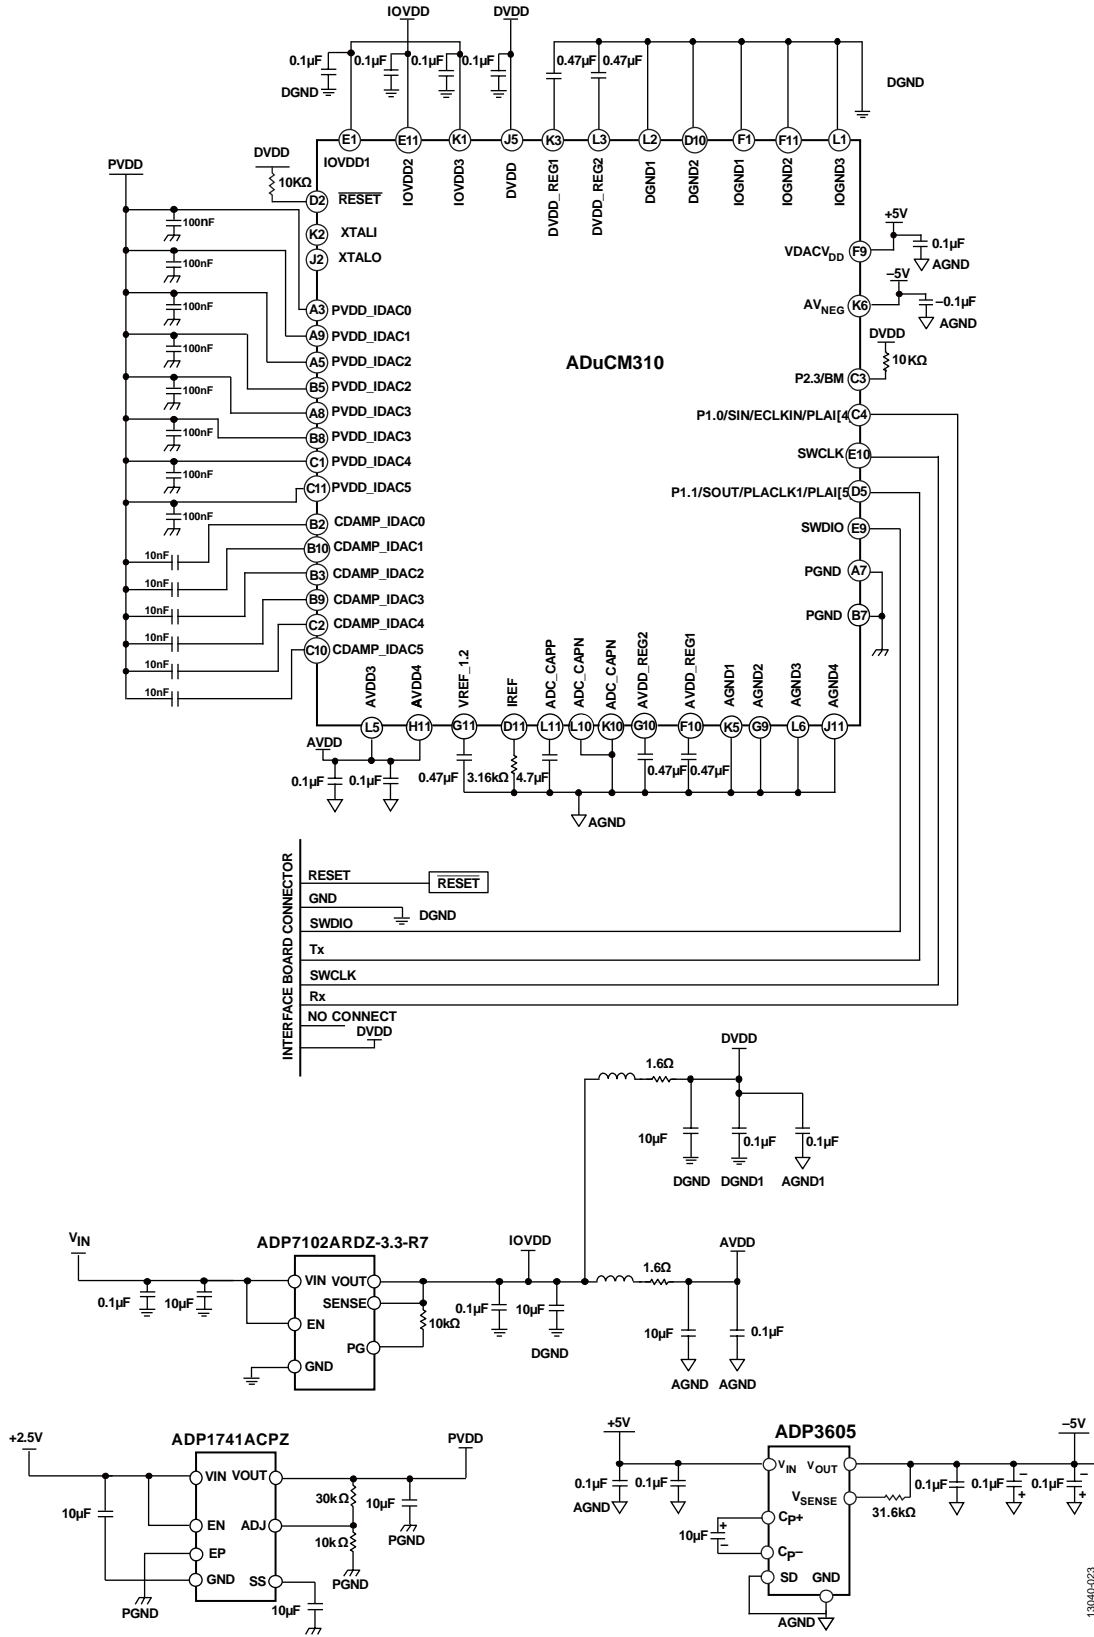 IOVDD
DVDD
0.1µF
0.1µF
0.1µF
0.1µF
0.47µF
0.47µF
DGND
DGND
E1
E11
K1
J5
K3
L3
L2
D10
F1
F11
L1
IOVDD1
IOVDD2
IOVDD3
DVDD
DVDD_REG1
DVDD_REG2
DGND1
DGND2
IOGND1
IOGND2
IOGND3
PVDD
DVDD
10KΩ
D2
RESET
K2
XTALI
J2
XTALO
100nF
100nF
100nF
100nF
100nF
100nF
100nF
100nF
A3
PVDD_IDAC0
A9
PVDD_IDAC1
A5
PVDD_IDAC2
B5
PVDD_IDAC2
A8
PVDD_IDAC3
B8
PVDD_IDAC3
C1
PVDD_IDAC4
C11
PVDD_IDAC5
B2
CDAMP_IDAC0
B10
CDAMP_IDAC1
B3
CDAMP_IDAC2
B9
CDAMP_IDAC3
C2
CDAMP_IDAC4
C10
CDAMP_IDAC5
10nF
10nF
10nF
10nF
10nF
10nF
ADuCM310
+5V
VDACVDD
F9
0.1µF
AGND
–5V
AVNEG
K6
–0.1µF
AGND
DVDD
10KΩ
P2.3/BM
C3
P1.0/SIN/ECLKIN/PLAI[4
C4
SWCLK
E10
P1.1/SOUT/PLACLK1/PLAI[5
D5
SWDIO
E9
PGND
A7
PGND
B7
AVDD3
AVDD4
VREF_1.2
IREF
ADC_CAPP
ADC_CAPN
ADC_CAPN
AVDD_REG2
AVDD_REG1
AGND1
AGND2
AGND3
AGND4
L5
H11
G11
D11
L11
L10
K10
G10
F10
K5
G9
L6
J11
AVDD
0.1µF
0.1µF
0.47µF
3.16kΩ
4.7µF
0.47µF
0.47µF
AGND
INTERFACE BOARD CONNECTOR
RESET
RESET
GND
DGND
SWDIO
Tx
SWCLK
Rx
NO CONNECT
DVDD
DVDD
1.6Ω
10µF
0.1µF
0.1µF
DGND
DGND1
AGND1
VIN
ADP7102ARDZ-3.3-R7
IOVDD
AVDD
0.1µF
10µF
VIN
VOUT
SENSE
EN
PG
GND
10kΩ
0.1µF
10µF
DGND
1.6Ω
10µF
0.1µF
AGND
AGND
+2.5V
ADP1741ACPZ
PVDD
10µF
VIN
VOUT
EN
ADJ
EP
GND
SS
30kΩ
10kΩ
10µF
PGND
PGND
PGND
10µF
+5V
ADP3605
–5V
0.1µF
AGND
0.1µF
VIN
VOUT
VSENSE
CP+
CP–
SD
GND
10µF
+
–
31.6kΩ
0.1µF
0.1µF
–
+
0.1µF
–
+
AGND
13040-023